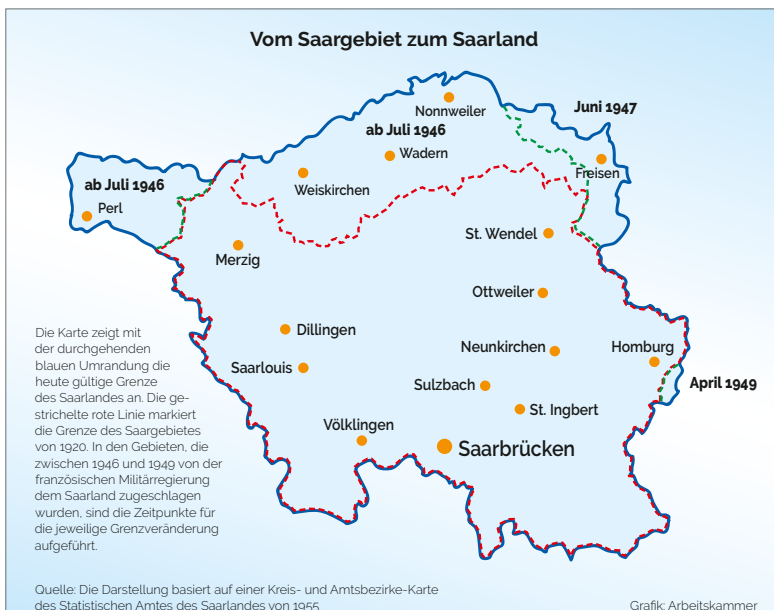 Vom Saargebiet zum Saarland
Nonnweiler
Juni 1947
ab Juli 1946
Wadern
Freisen
ab Juli 1946
Weiskirchen
Perl
St. Wendel
Merzig
Ottweiler
Dillingen
Neunkirchen
Homburg
Saarlouis
Sulzbach
April 1949
St. Ingbert
Völklingen
Saarbrücken
Die Karte zeigt mit
der durchgehenden
blauen Umrandung die
heute gültige Grenze
des Saarlandes an. Die ge-
strichelte rote Linie markiert
die Grenze des Saargebietes
von 1920. In den Gebieten, die
zwischen 1946 und 1949 von der
französischen Militärregierung
dem Saarland zugeschlagen
wurden, sind die Zeitpunkte für
die jeweilige Grenzveränderung
aufgeführt.
Quelle: Die Darstellung basiert auf einer Kreis- und Amtsbezirke-Karte
des Statistischen Amtes des Saarlandes von 1955
Grafik: Arbeitskammer